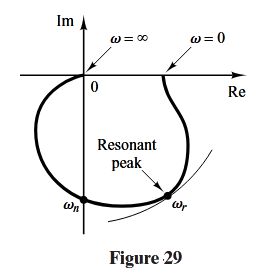 Im
ω = ∞
ω = 0
0
Re
Resonant
peak
ωn
ωr
Figure 29